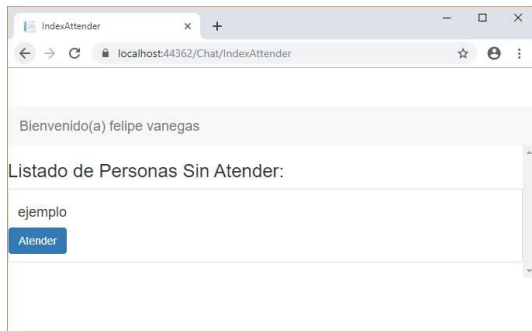 IndexAttender
localhost:44362/Chat/IndexAttender
Bienvenido(a) felipe vanegas
Listado de Personas Sin Atender:
ejemplo
Atender